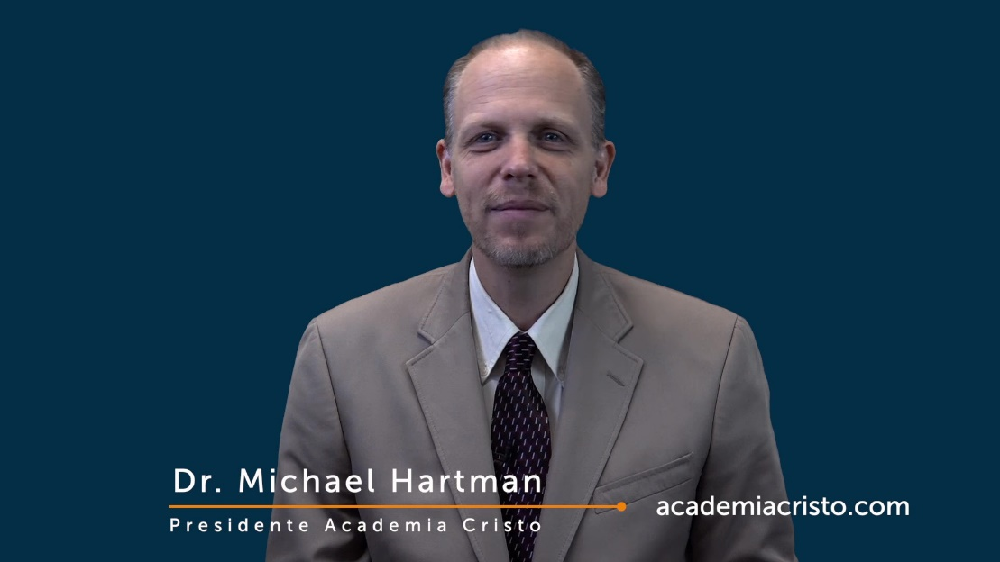 Dr. Michael Hartman
Presidente Academia Cristo
academiacristo.com